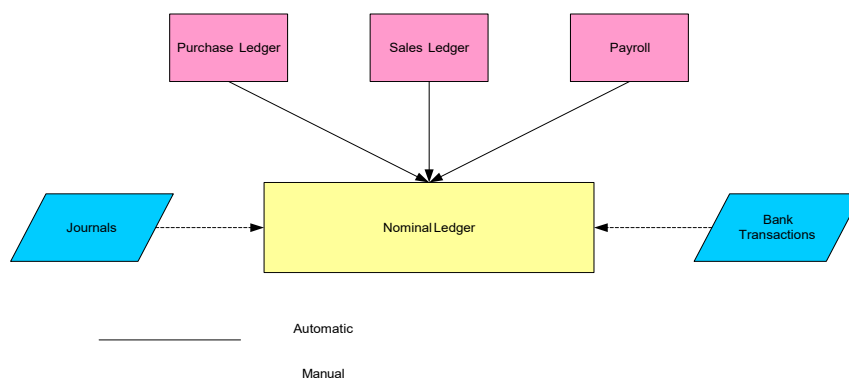 Purchase Ledger
Sales Ledger
Payroll
Journals
Nominal Ledger
Bank
Transactions
Automatic
Manual